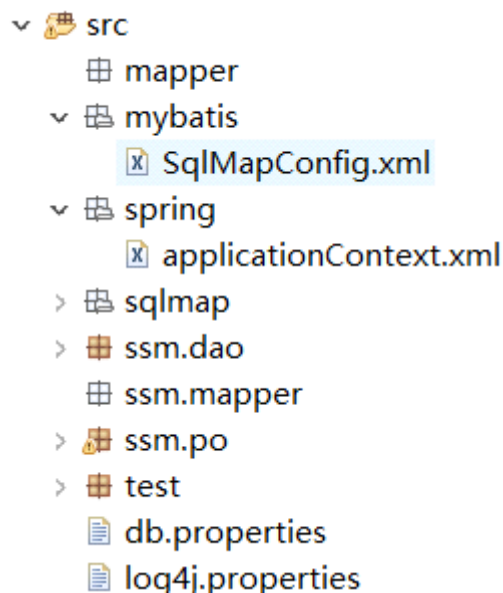 src
mapper
mybatis
SqlMapConfig.xml
spring
applicationContext.xml
sqlmap
ssm.dao
ssm.mapper
ssm.po
test
db.properties
log4j.properties